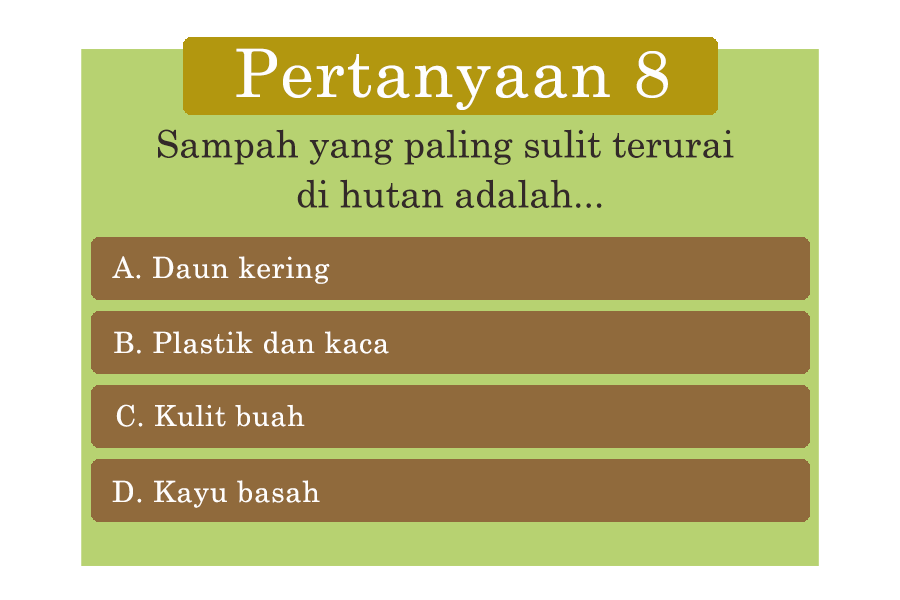 Pertanyaan 8
Sampah yang paling sulit terurai
di hutan adalah...
A. Daun kering
B. Plastik dan kaca
C. Kulit buah
D. Kayu basah